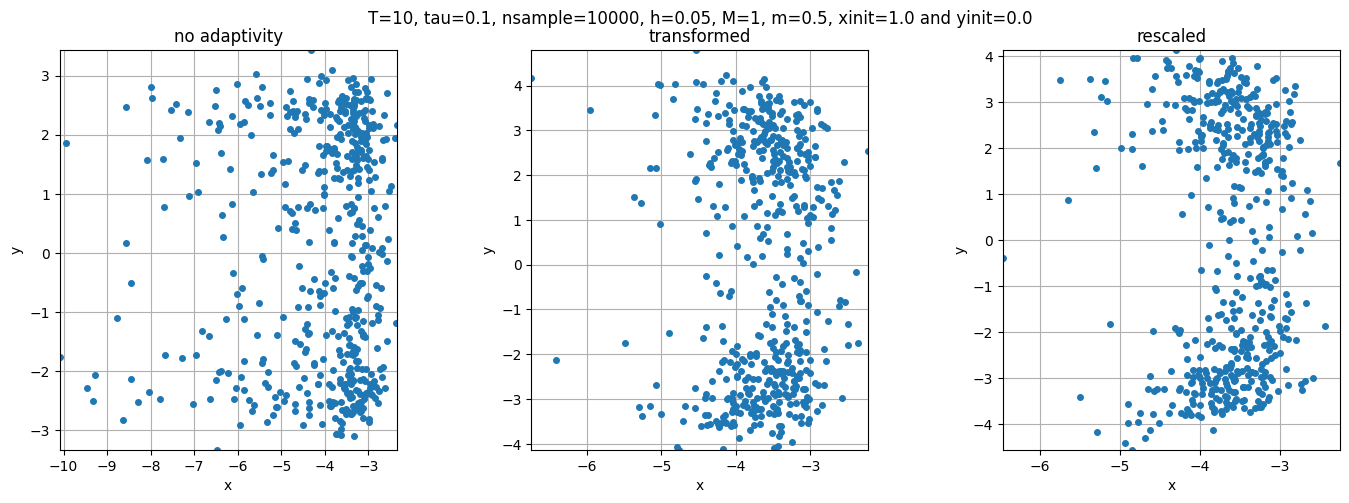 T=10, tau=0.1, nsample=10000, h=0.05, M=1, m=0.5, xinit=1.0 and yinit=0.0
no adaptivity
3
2
1
0
−1
−2
−3
y
−10 −9 −8 −7 −6 −5 −4 −3
x
transformed
4
3
2
1
0
−1
−2
−3
−4
y
−6 −5 −4 −3
x
rescaled
4
3
2
1
0
−1
−2
−3
−4
y
−6 −5 −4 −3
x